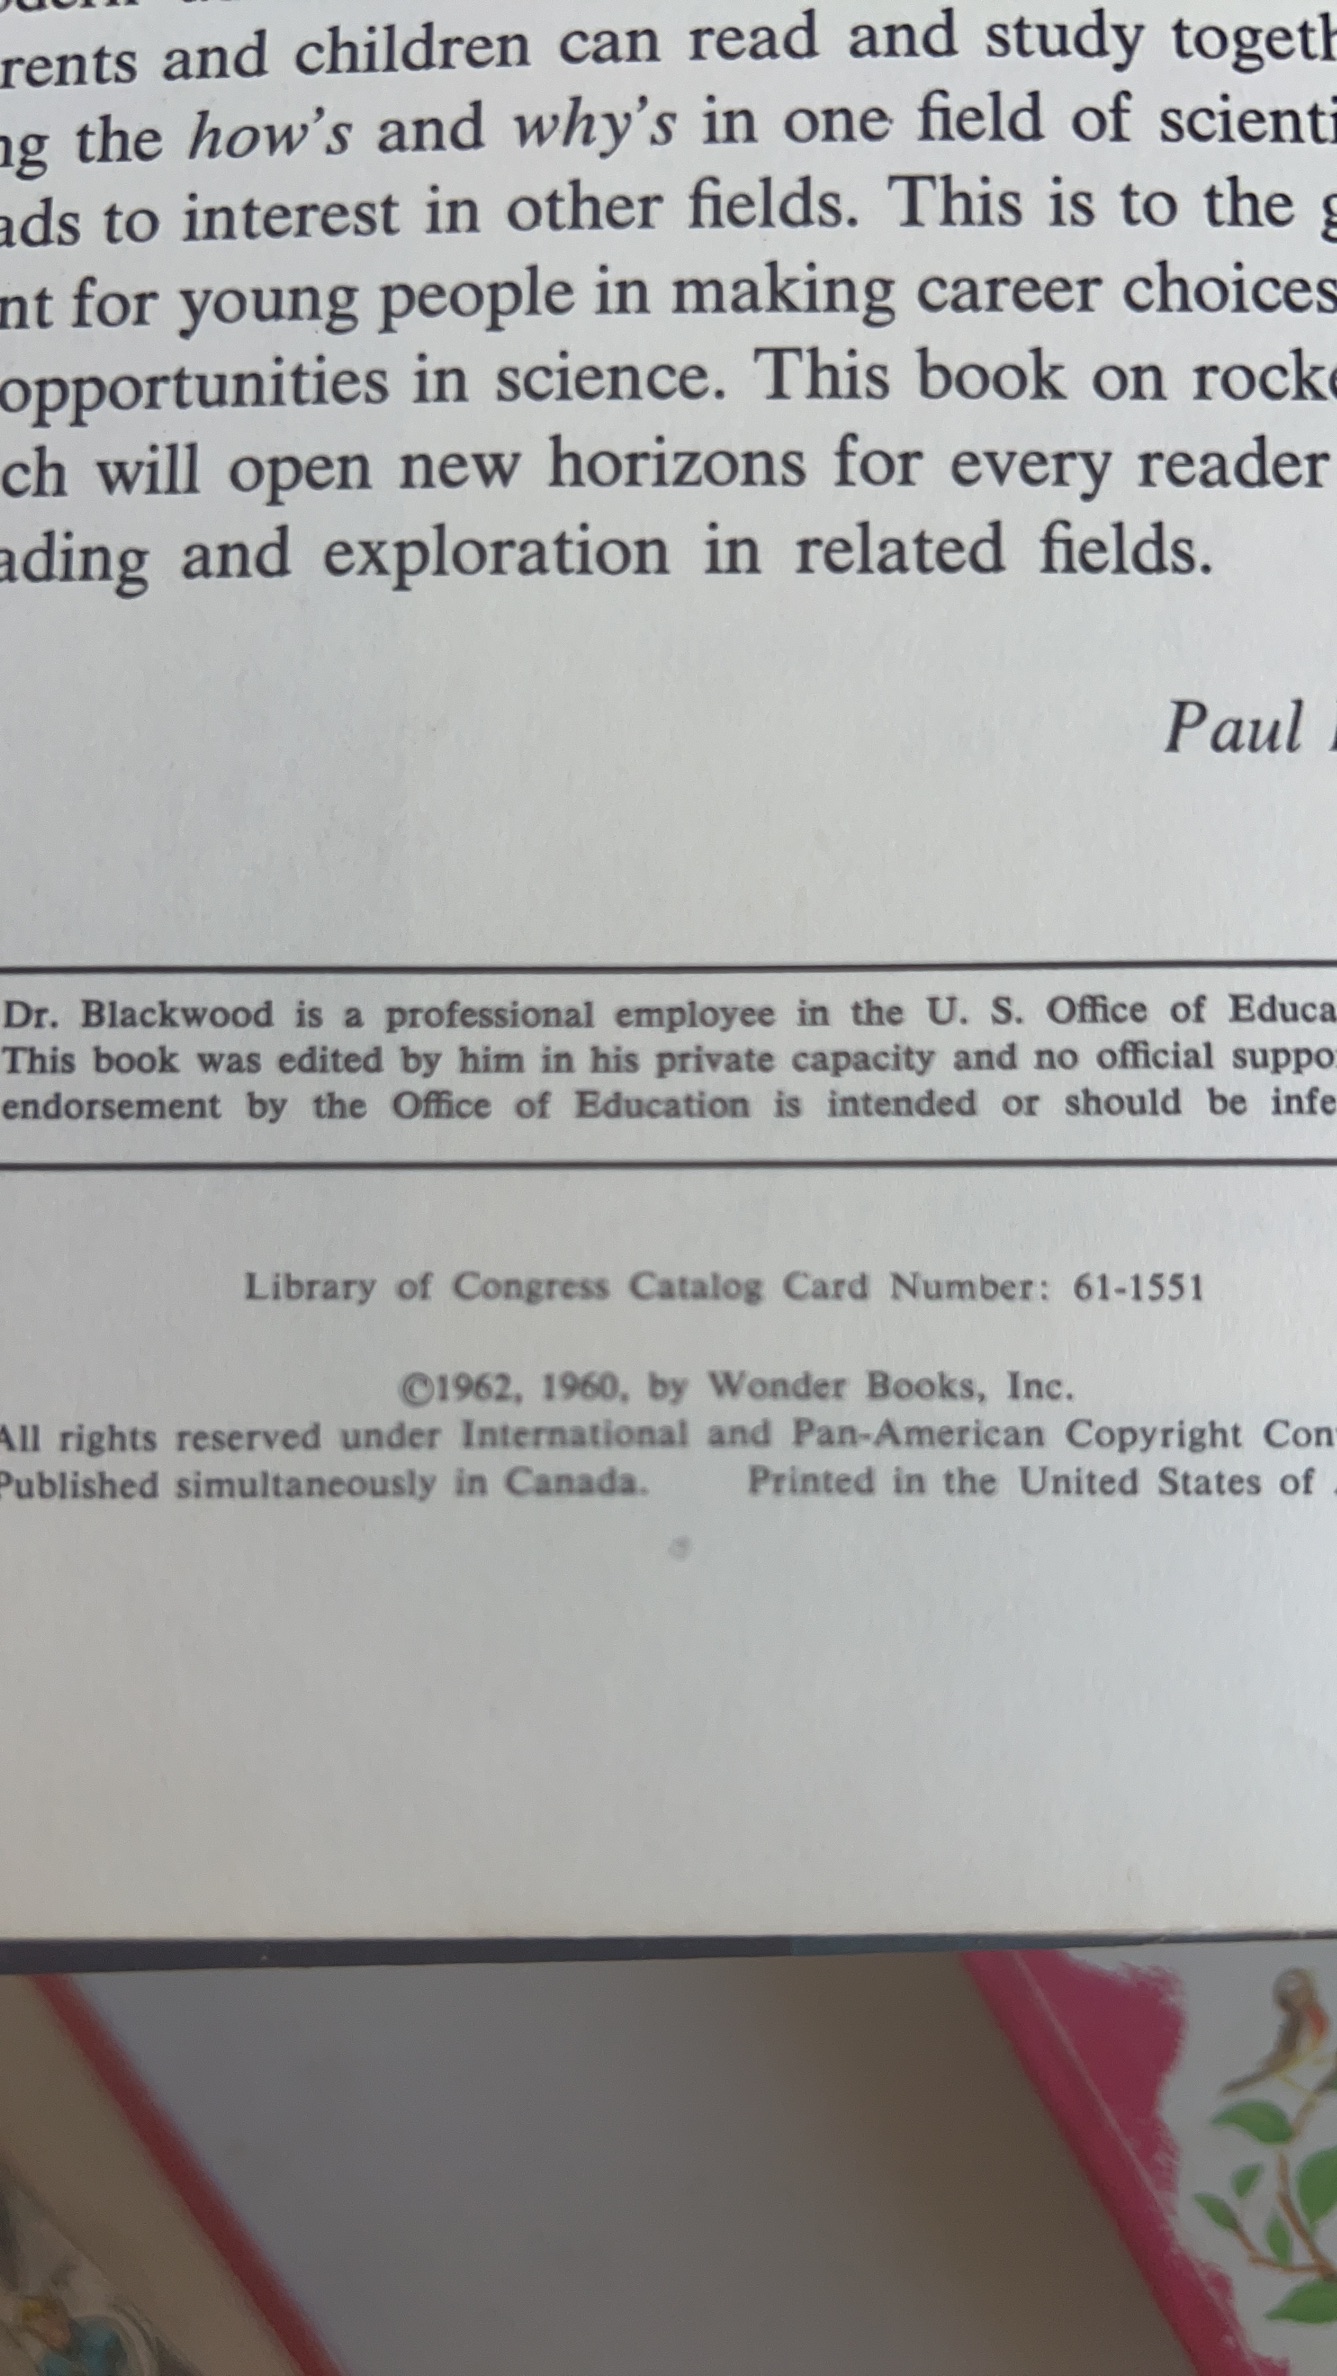 rents and children can read and study togeth
ng the how's and why's in one field of scienti
ads to interest in other fields. This is to the g
nt for young people in making career choices
opportunities in science. This book on rocke
ch will open new horizons for every reader
ading and exploration in related fields.
Paul
Dr. Blackwood is a professional employee in the U. S. Office of Educa
This book was edited by him in his private capacity and no official suppo
endorsement by the Office of Education is intended or should be infe
Library of Congress Catalog Card Number: 61-1551
©1962, 1960, by Wonder Books, Inc.
All rights reserved under International and Pan-American Copyright Con
Published simultaneously in Canada. Printed in the United States of